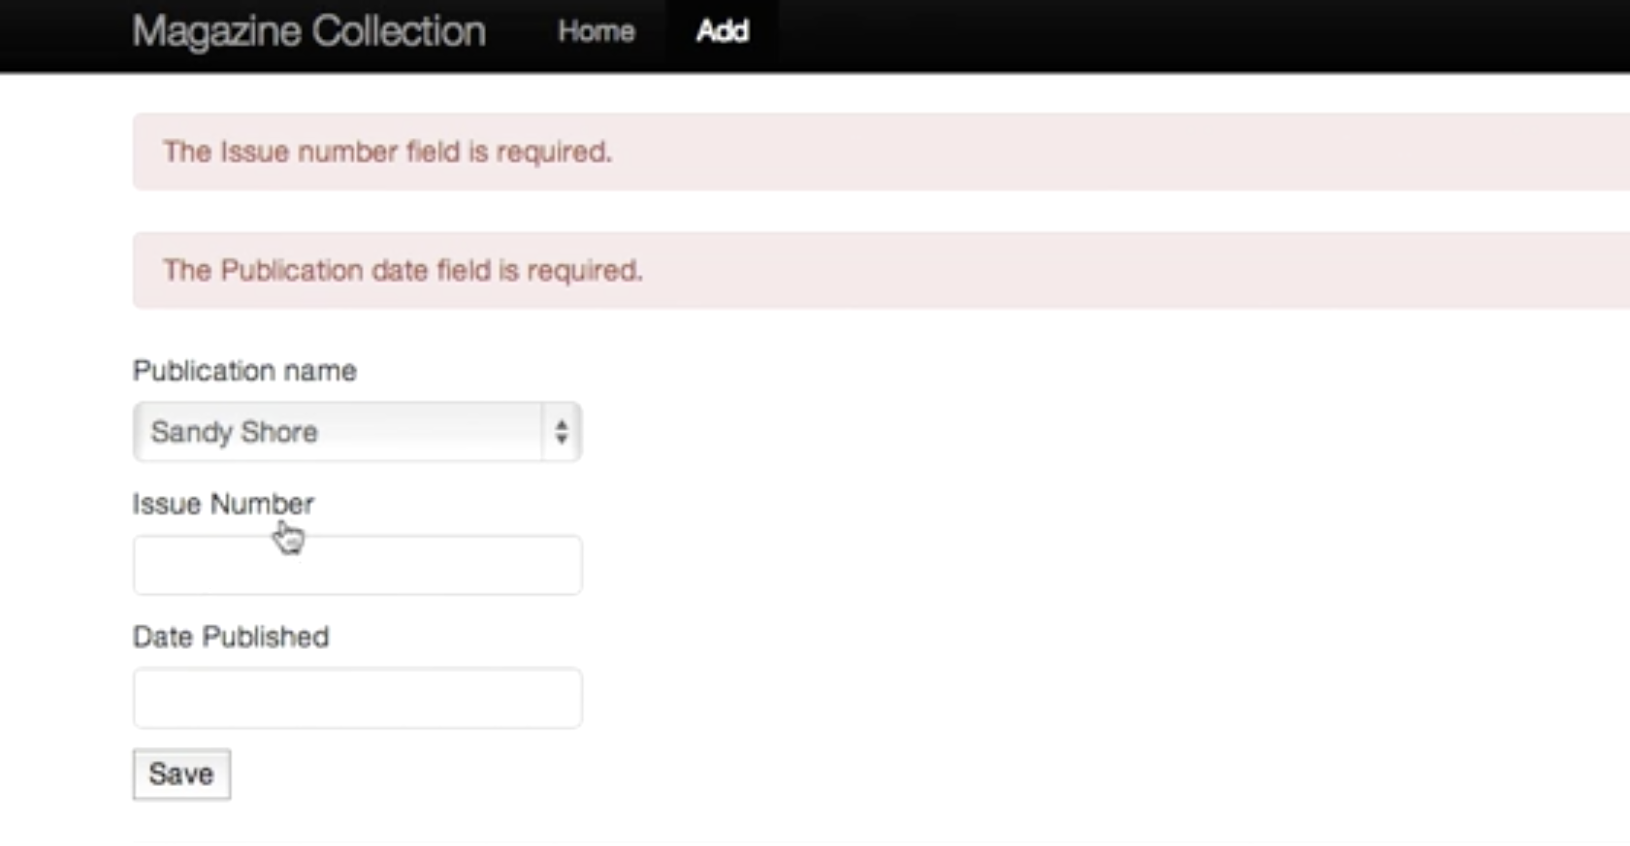 Magazine Collection Home Add
The Issue number field is required.
The Publication date field is required.
Publication name
Sandy Shore
Issue Number
Date Published
Save